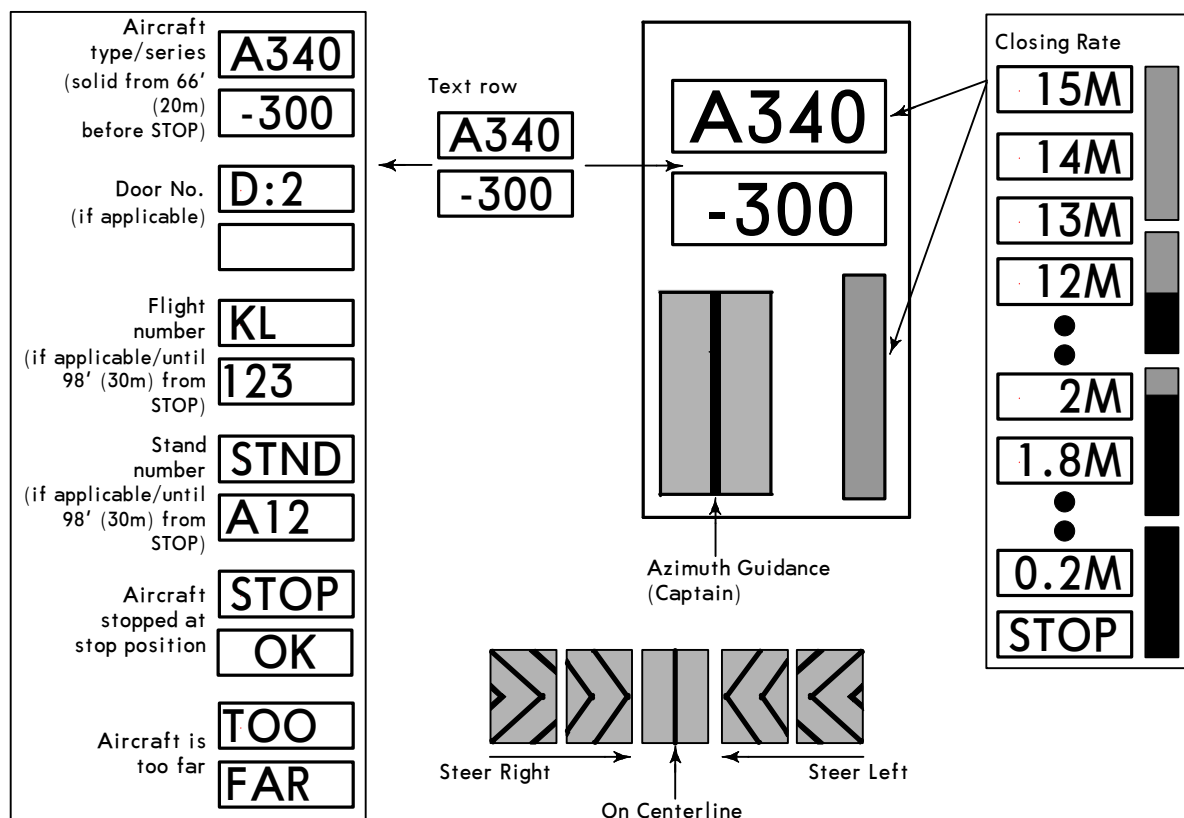 Aircraft
type/series
(solid from 66'
(20m)
before STOP)
A340
-300
Door No.
(if applicable)
D:2
Flight
number
(if applicable/until
98' (30m) from
STOP)
KL
123
Stand
number
(if applicable/until
98' (30m) from
STOP)
STND
A12
Aircraft
stopped at
stop position
STOP
OK
Aircraft is
too far
TOO
FAR
Text row
A340
-300
A340
-300
Azimuth Guidance
(Captain)
Steer Right
Steer Left
On Centerline
Closing Rate
15M
14M
13M
12M
2M
1.8M
0.2M
STOP